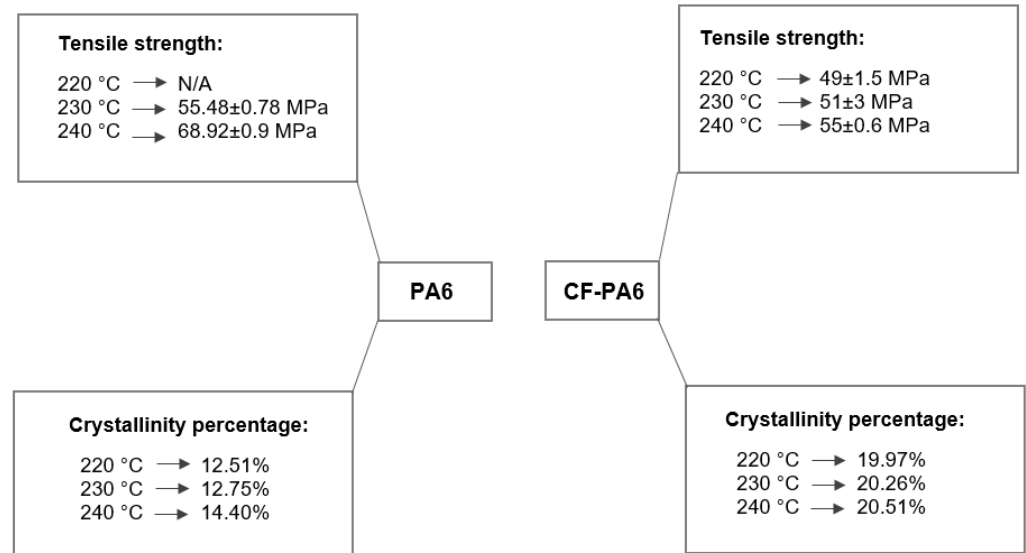 Tensile strength:
220 °C → N/A
230 °C → 55.48±0.78 MPa
240 °C → 68.92±0.9 MPa
Tensile strength:
220 °C → 49±1.5 MPa
230 °C → 51±3 MPa
240 °C → 55±0.6 MPa
PA6
CF-PA6
Crystallinity percentage:
220 °C → 12.51%
230 °C → 12.75%
240 °C → 14.40%
Crystallinity percentage:
220 °C → 19.97%
230 °C → 20.26%
240 °C → 20.51%